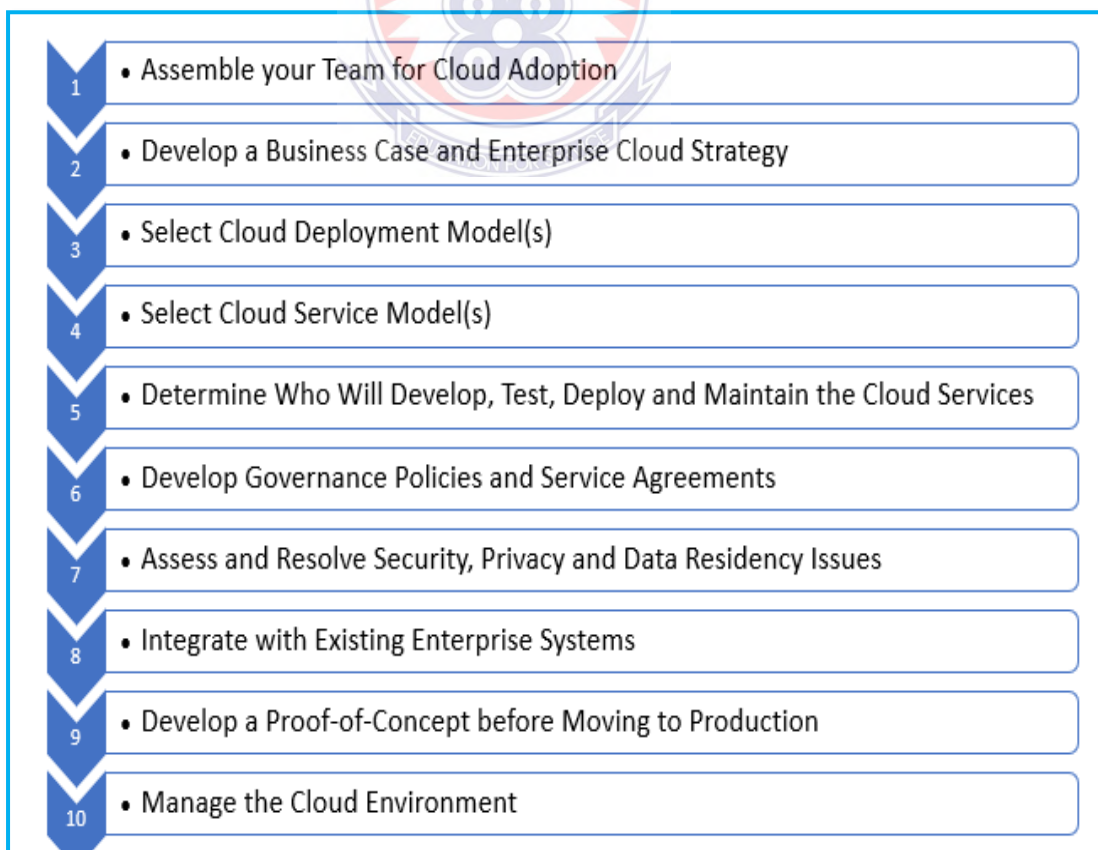 1
• Assemble your Team for Cloud Adoption
2
• Develop a Business Case and Enterprise Cloud Strategy
3
• Select Cloud Deployment Model(s)
4
• Select Cloud Service Model(s)
5
• Determine Who Will Develop, Test, Deploy and Maintain the Cloud Services
6
• Develop Governance Policies and Service Agreements
7
• Assess and Resolve Security, Privacy and Data Residency Issues
8
• Integrate with Existing Enterprise Systems
9
• Develop a Proof-of-Concept before Moving to Production
10
• Manage the Cloud Environment
EDUCATION FOR SERVICE